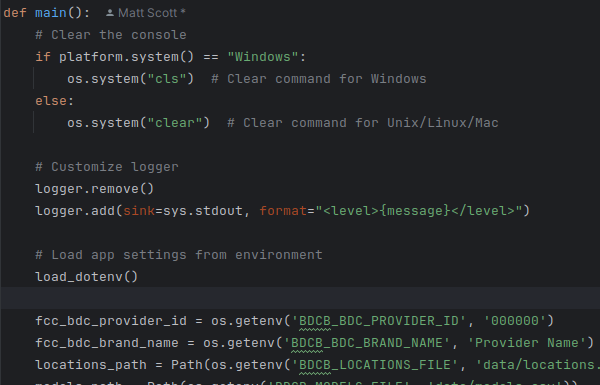 def main():  Matt Scott *
    # Clear the console
    if platform.system() == "Windows":
        os.system("cls")  # Clear command for Windows
    else:
        os.system("clear")  # Clear command for Unix/Linux/Mac

    # Customize logger
    logger.remove()
    logger.add(sink=sys.stdout, format="<level>{message}</level>")

    # Load app settings from environment
    load_dotenv()

    fcc_bdc_provider_id = os.getenv('BDCB_BDC_PROVIDER_ID', '000000')
    fcc_bdc_brand_name = os.getenv('BDCB_BDC_BRAND_NAME', 'Provider Name')
    locations_path = Path(os.getenv('BDCB_LOCATIONS_FILE', 'data/locations.